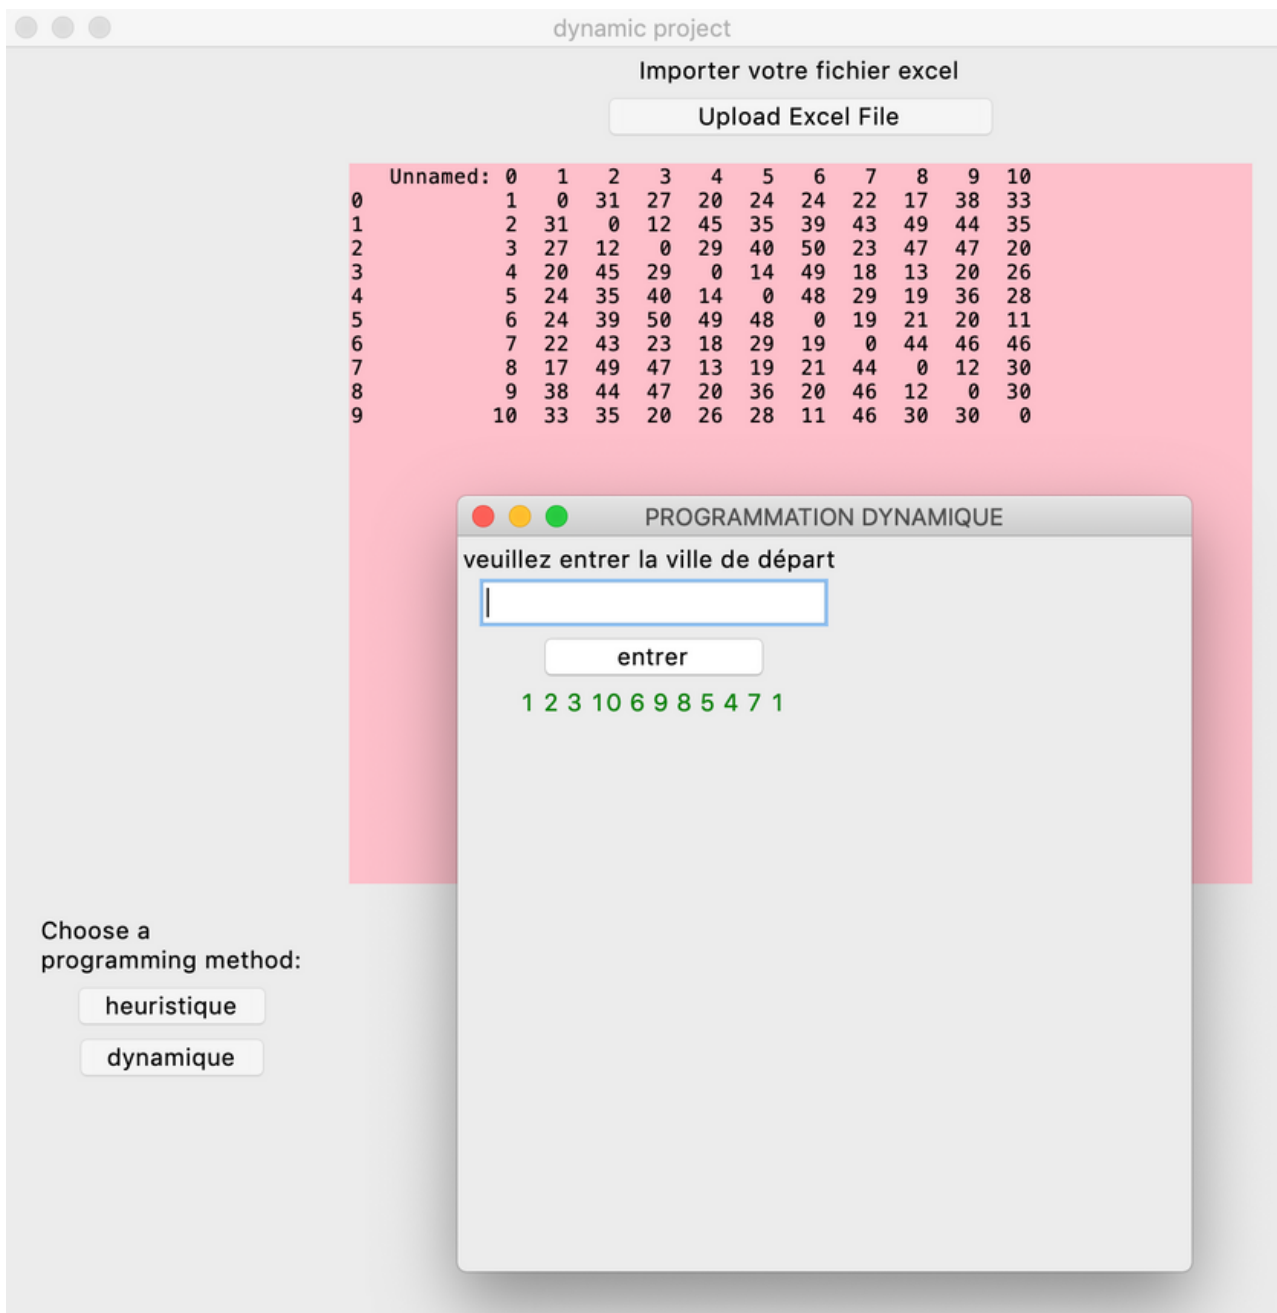 dynamic project
Importer votre fichier excel
Upload Excel File
Unnamed: 0 1 2 3 4 5 6 7 8 9 10
0 1 0 31 27 20 24 24 22 17 38 33
1 2 31 0 12 45 35 39 43 49 44 35
2 3 27 12 0 29 40 50 23 47 47 20
3 4 20 45 29 0 14 49 18 13 20 26
4 5 24 35 40 14 0 48 29 19 36 28
5 6 24 39 50 49 48 0 19 21 20 11
6 7 22 43 23 18 29 19 0 44 46 46
7 8 17 49 47 13 19 21 44 0 12 30
8 9 38 44 47 20 36 20 46 12 0 30
9 10 33 35 20 26 28 11 46 30 30 0
PROGRAMMATION DYNAMIQUE
veuillez entrer la ville de départ
entrer
1 2 3 10 6 9 8 5 4 7 1
Choose a
programming method:
heuristique
dynamique